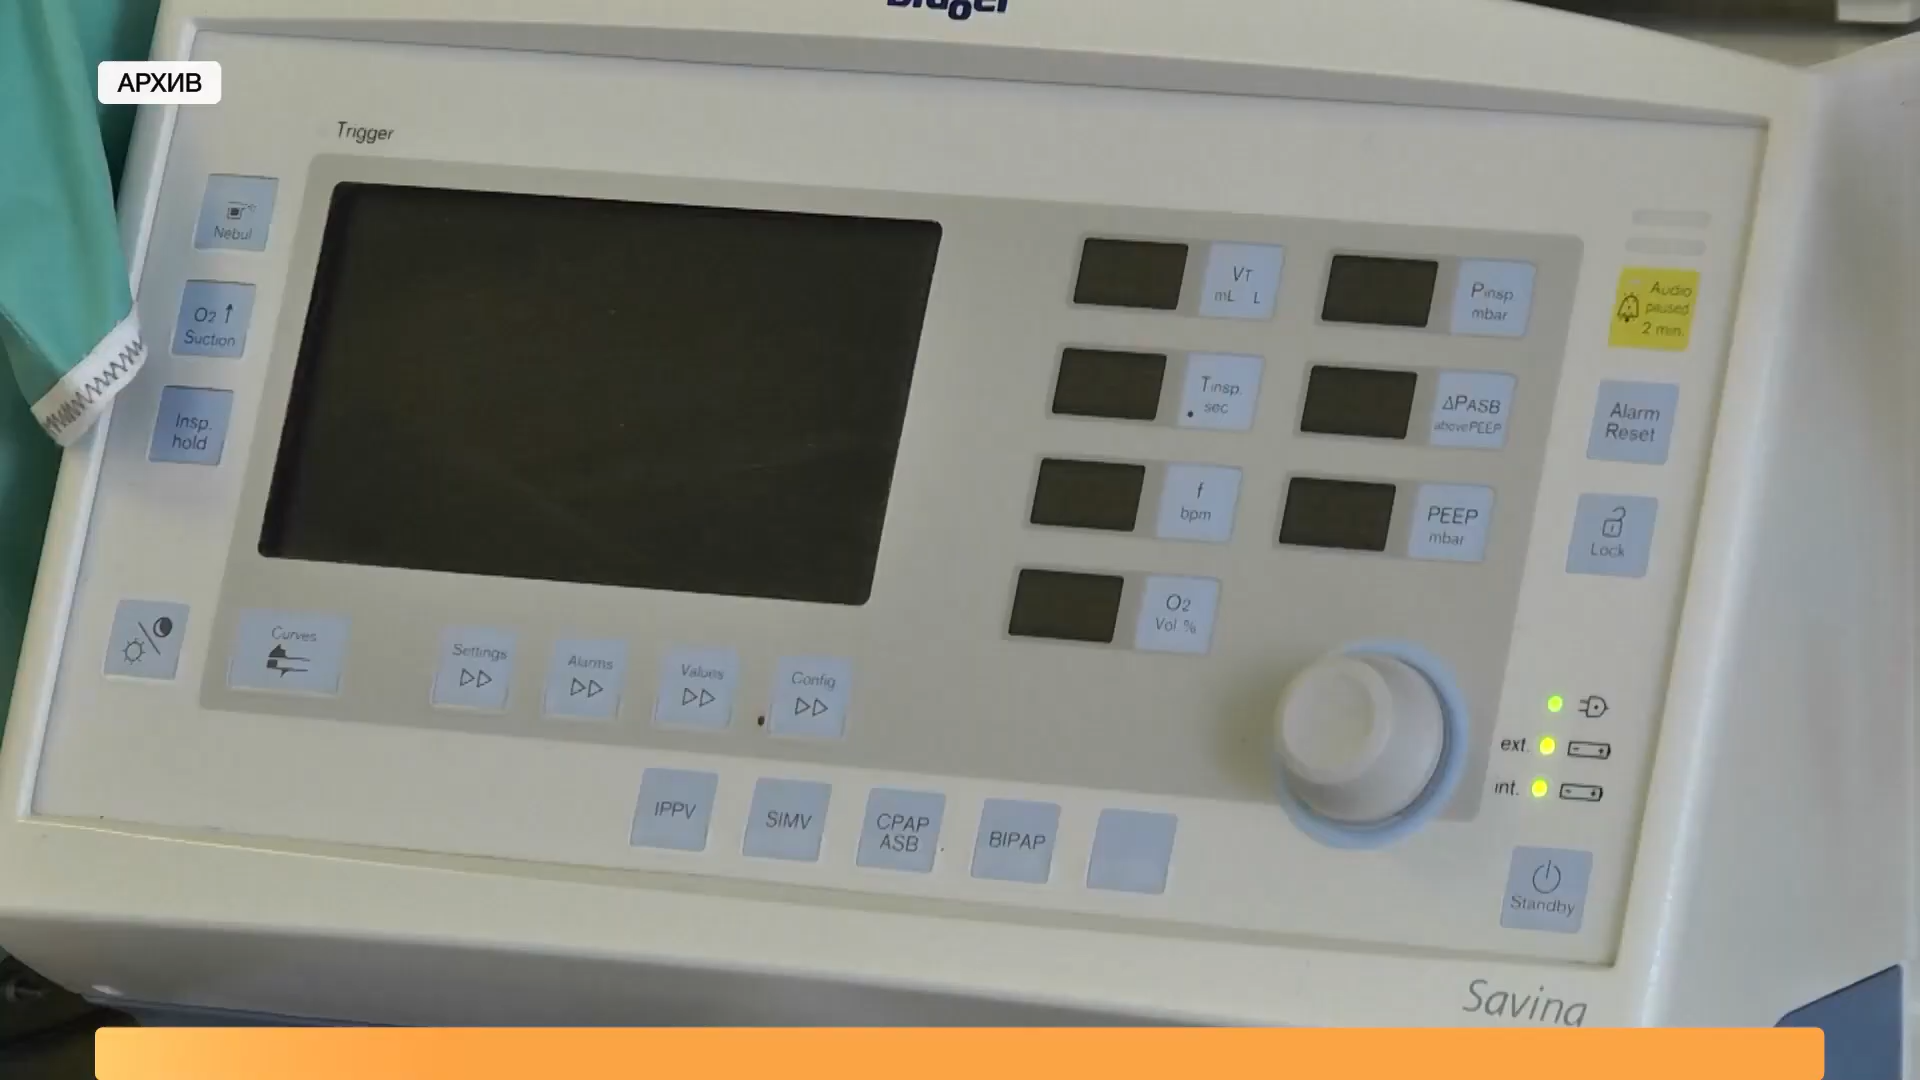 Dräger
АРХИВ
Trigger
Nebul
O2 ↑
Suction
Insp.
hold
VT
mL L
Pinsp
mbar
Tinsp.
sec
ΔPASB
above PEEP
f
bpm
PEEP
mbar
O2
Vol %
Audio
paused
2 min.
Alarm
Reset
Lock
Curves
Settings
Alarms
Values
Config
IPPV
SIMV
CPAP
ASB
BIPAP
ext.
int.
Standby
Savina